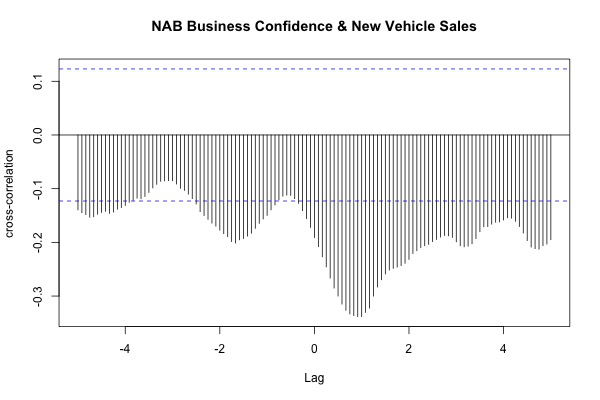 NAB Business Confidence & New Vehicle Sales
cross-correlation
0.1
0.0
-0.1
-0.2
-0.3
-4 -2 0 2 4
Lag